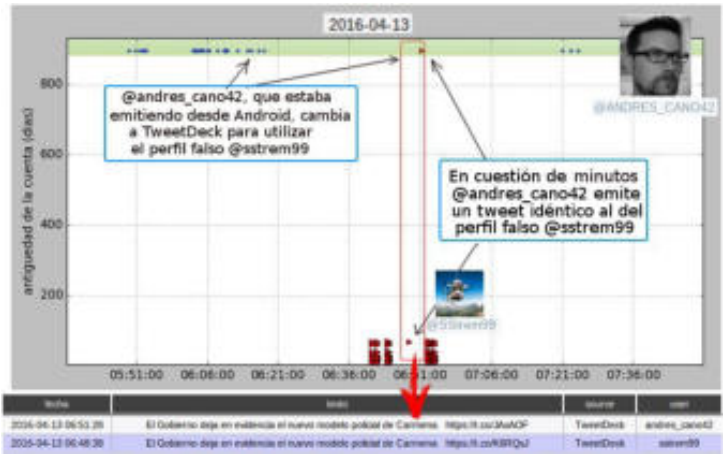 2016-04-13
800
600
400
200
antiguedad de la cuenta (dias)
@andres_cano42, que estaba
emitiendo desde Android, cambia
a TweetDeck para utilizar
el perfil falso @sstrem99
@ANDRES_CANO42
En cuestión de minutos
@andres_cano42 emite
un tweet idéntico al del
perfil falso @sstrem99
@SStrem99
05:51:00 06:06:00 06:21:00 06:36:00 06:51:00 07:06:00 07:21:00 07:36:00
fecha texto source user
2016-04-13 06:51:28 El Gobierno deja en evidencia el nuevo modelo policial de Carmena TweetDeck andres_cano42
2016-04-13 06:48:38 El Gobierno deja en evidencia el nuevo modelo policial de Carmena TweetDeck sstrem99